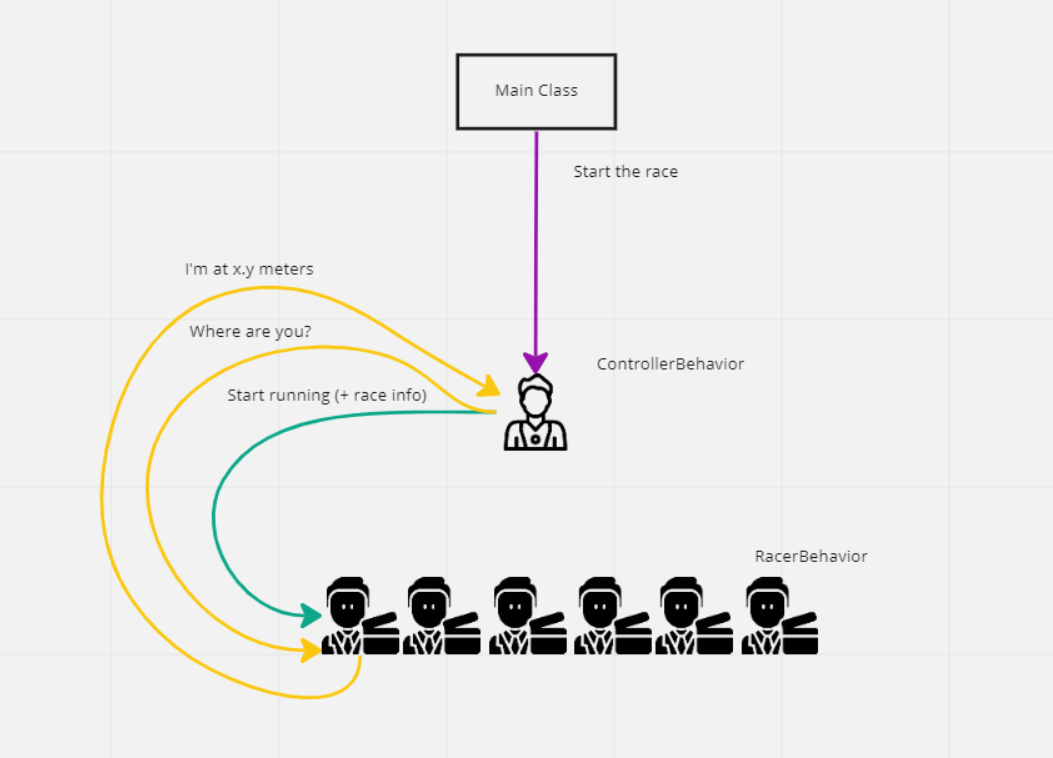 Main Class
Start the race
I'm at x.y meters
Where are you?
ControllerBehavior
Start running (+ race info)
RacerBehavior